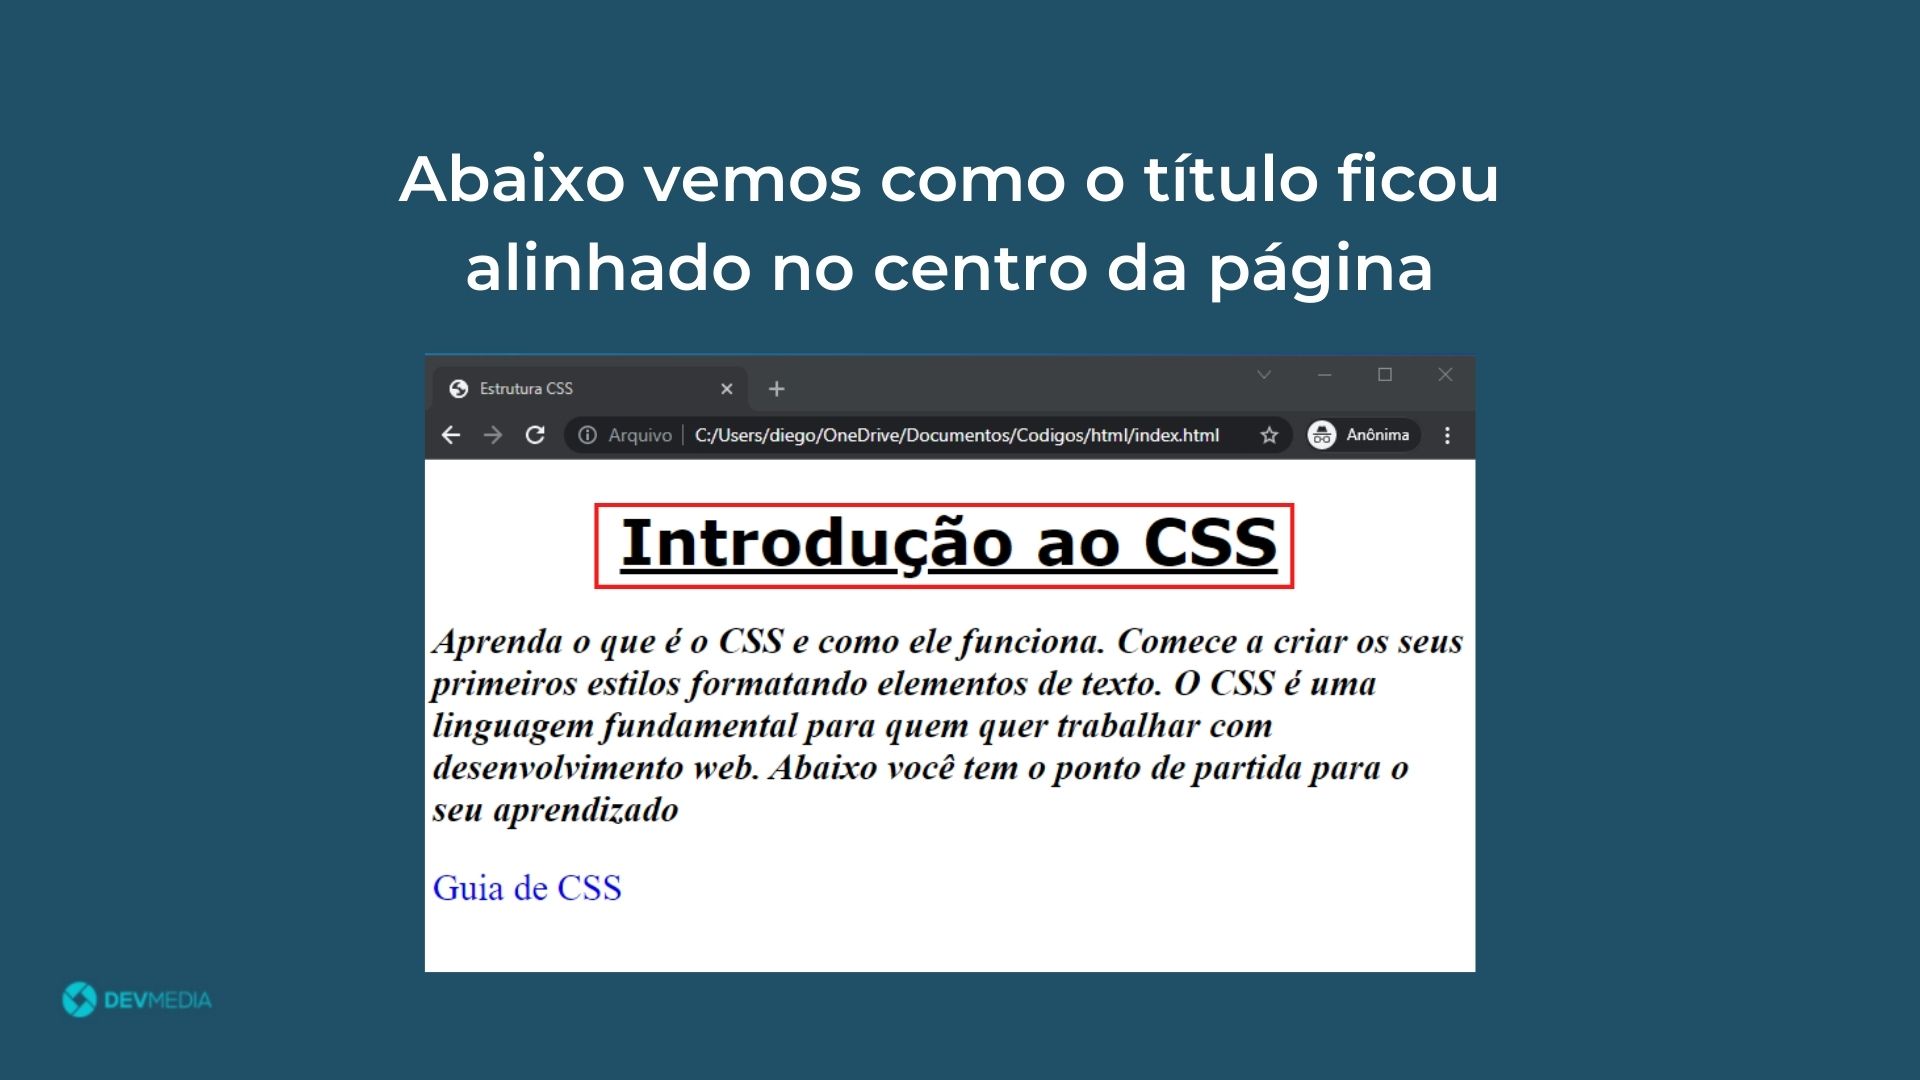 Abaixo vemos como o título ficou
alinhado no centro da página
Estrutura CSS
Arquivo C:/Users/diego/OneDrive/Documentos/Codigos/html/index.html Anônima
Introdução ao CSS
Aprenda o que é o CSS e como ele funciona. Comece a criar os seus
primeiros estilos formatando elementos de texto. O CSS é uma
linguagem fundamental para quem quer trabalhar com
desenvolvimento web. Abaixo você tem o ponto de partida para o
seu aprendizado
Guia de CSS
DEVMEDIA